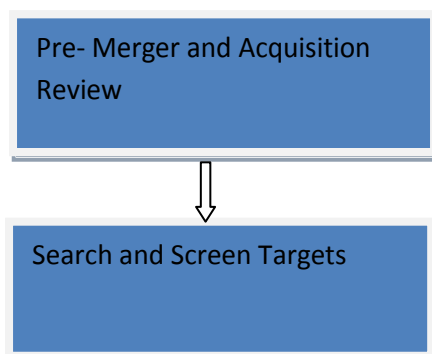 Pre- Merger and Acquisition
Review
Search and Screen Targets